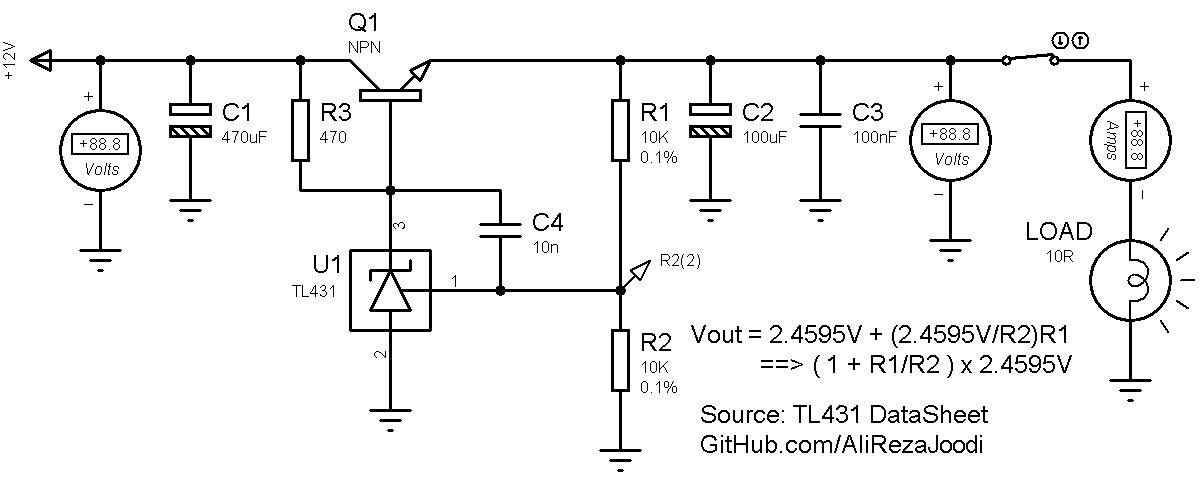 +12V
Q1
NPN
+
+88.8
Volts
−
C1
470uF
R3
470
R1
10K
0.1%
C2
100uF
C3
100nF
+
+88.8
Volts
−
+
+88.8
Amps
−
3
C4
10n
U1
TL431
1
2
R2(2)
LOAD
10R
R2
10K
0.1%
Vout = 2.4595V + (2.4595V/R2)R1
==> ( 1 + R1/R2 ) x 2.4595V
Source: TL431 DataSheet
GitHub.com/AliRezaJoodi